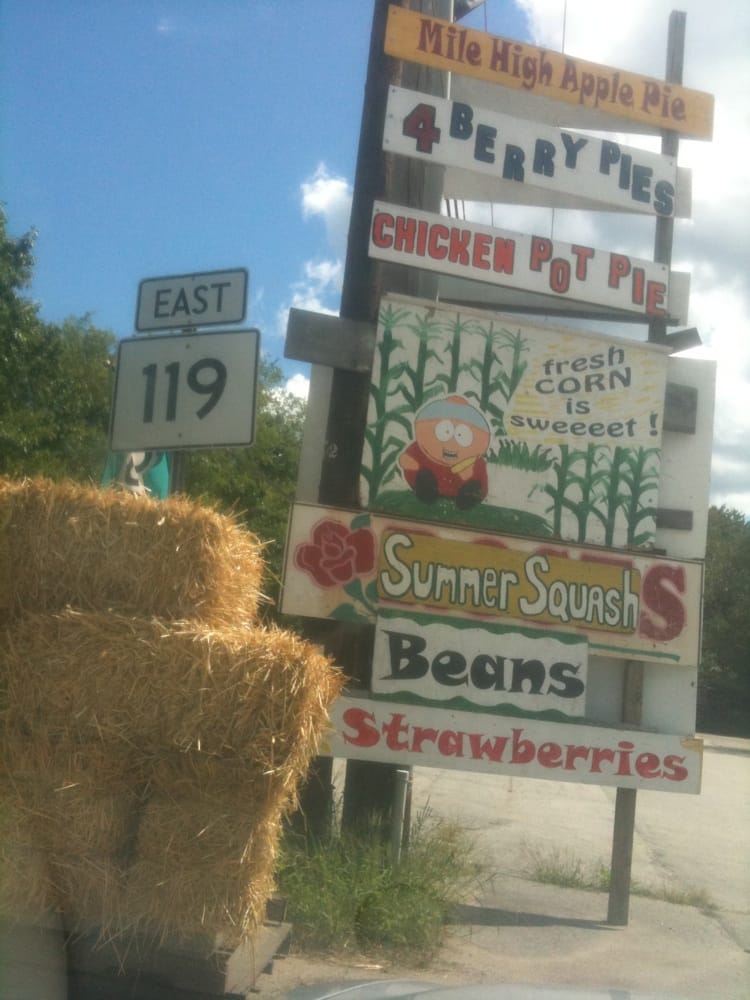 Mile High Apple Pie
4 BERRY PIES
CHICKEN POT PIE
fresh
CORN
is
sweeeet !
EAST
119
Summer Squash
S
Beans
Strawberries